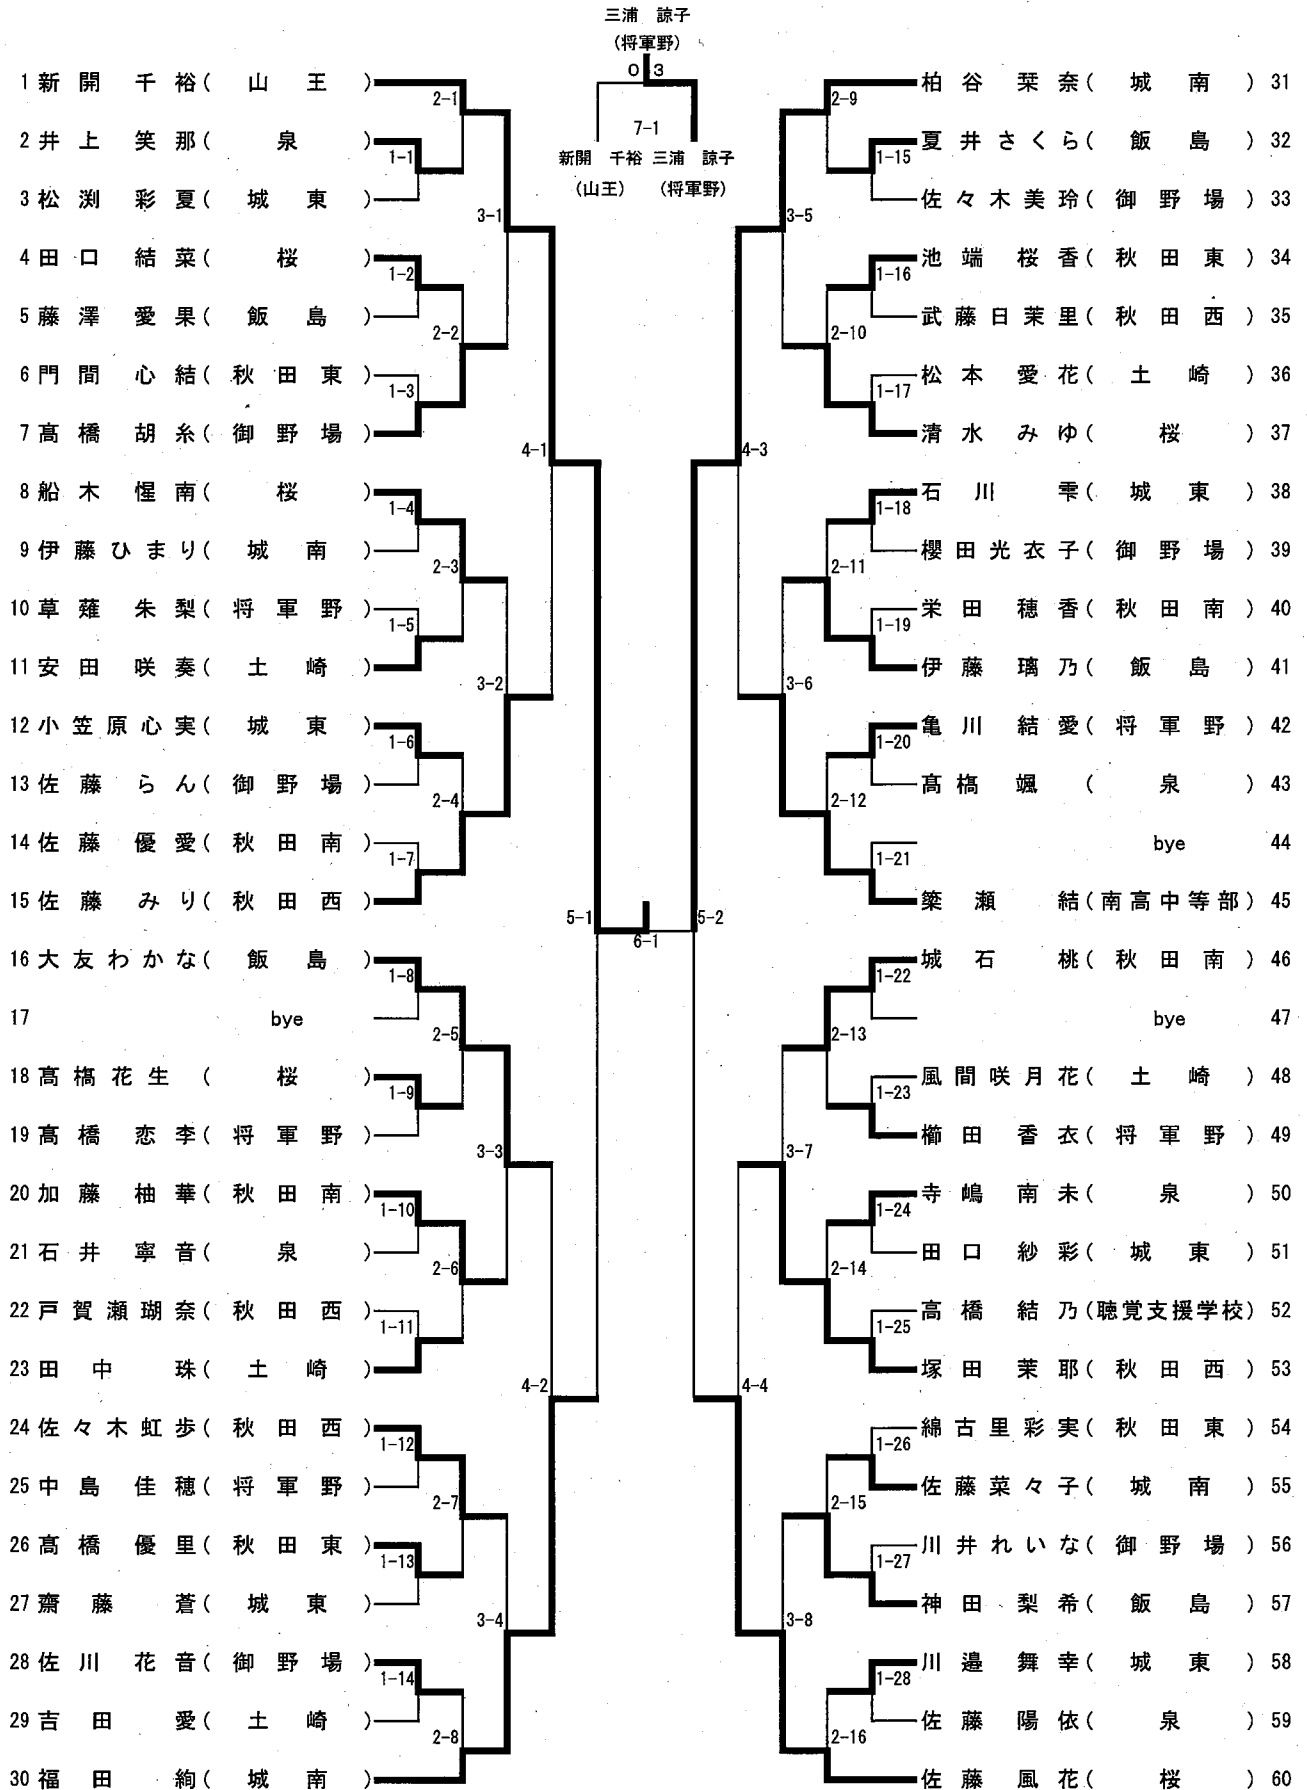 三浦 諒子
(将軍野)
0 3
7-1
新開 千裕 三浦 諒子
(山王) (将軍野)
1 新開 千裕(山王)
2 井上 笑那(泉)
3 松渕 彩夏(城東)
4 田口 結菜(桜)
5 藤澤 愛果(飯島)
6 門間 心結(秋田東)
7 髙橋 胡糸(御野場)
8 船木 惺南(桜)
9 伊藤ひまり(城南)
10 草薙 朱梨(将軍野)
11 安田 咲奏(土崎)
12 小笠原心実(城東)
13 佐藤 らん(御野場)
14 佐藤 優愛(秋田南)
15 佐藤 みり(秋田西)
16 大友わかな(飯島)
17 bye
18 髙橋花生(桜)
19 髙橋 恋李(将軍野)
20 加藤 柚華(秋田南)
21 石井 寧音(泉)
22 戸賀瀬瑚奈(秋田西)
23 田中 珠(土崎)
24 佐々木虹歩(秋田西)
25 中島 佳穂(将軍野)
26 髙橋 優里(秋田東)
27 齋藤 蒼(城東)
28 佐川 花音(御野場)
29 吉田 愛(土崎)
30 福田 絢(城南)
2-1
1-1
3-1
1-2
2-2
1-3
4-1
1-4
2-3
1-5
3-2
1-6
2-4
1-7
5-1
6-1
1-8
2-5
1-9
3-3
1-10
2-6
1-11
4-2
1-12
2-7
1-13
3-4
1-14
2-8
2-9
1-15
3-5
1-16
2-10
1-17
4-3
1-18
2-11
1-19
3-6
1-20
2-12
1-21
5-2
1-22
2-13
1-23
3-7
1-24
2-14
1-25
4-4
1-26
2-15
1-27
3-8
1-28
2-16
柏谷 栞奈(城南) 31
夏井さくら(飯島) 32
佐々木美玲(御野場) 33
池端 桜香(秋田東) 34
武藤日茉里(秋田西) 35
松本 愛花(土崎) 36
清水 みゆ(桜) 37
石川 雫(城東) 38
櫻田光衣子(御野場) 39
栄田 穂香(秋田南) 40
伊藤 璃乃(飯島) 41
亀川 結愛(将軍野) 42
髙橋 颯(泉) 43
bye 44
簗瀬 結(南高中等部) 45
城石 桃(秋田南) 46
bye 47
風間咲月花(土崎) 48
櫛田 香衣(将軍野) 49
寺嶋 南未(泉) 50
田口 紗彩(城東) 51
高橋 結乃(聴覚支援学校) 52
塚田 茉耶(秋田西) 53
綿古里彩実(秋田東) 54
佐藤菜々子(城南) 55
川井れいな(御野場) 56
神田 梨希(飯島) 57
川邉 舞幸(城東) 58
佐藤 陽依(泉) 59
佐藤 風花(桜) 60